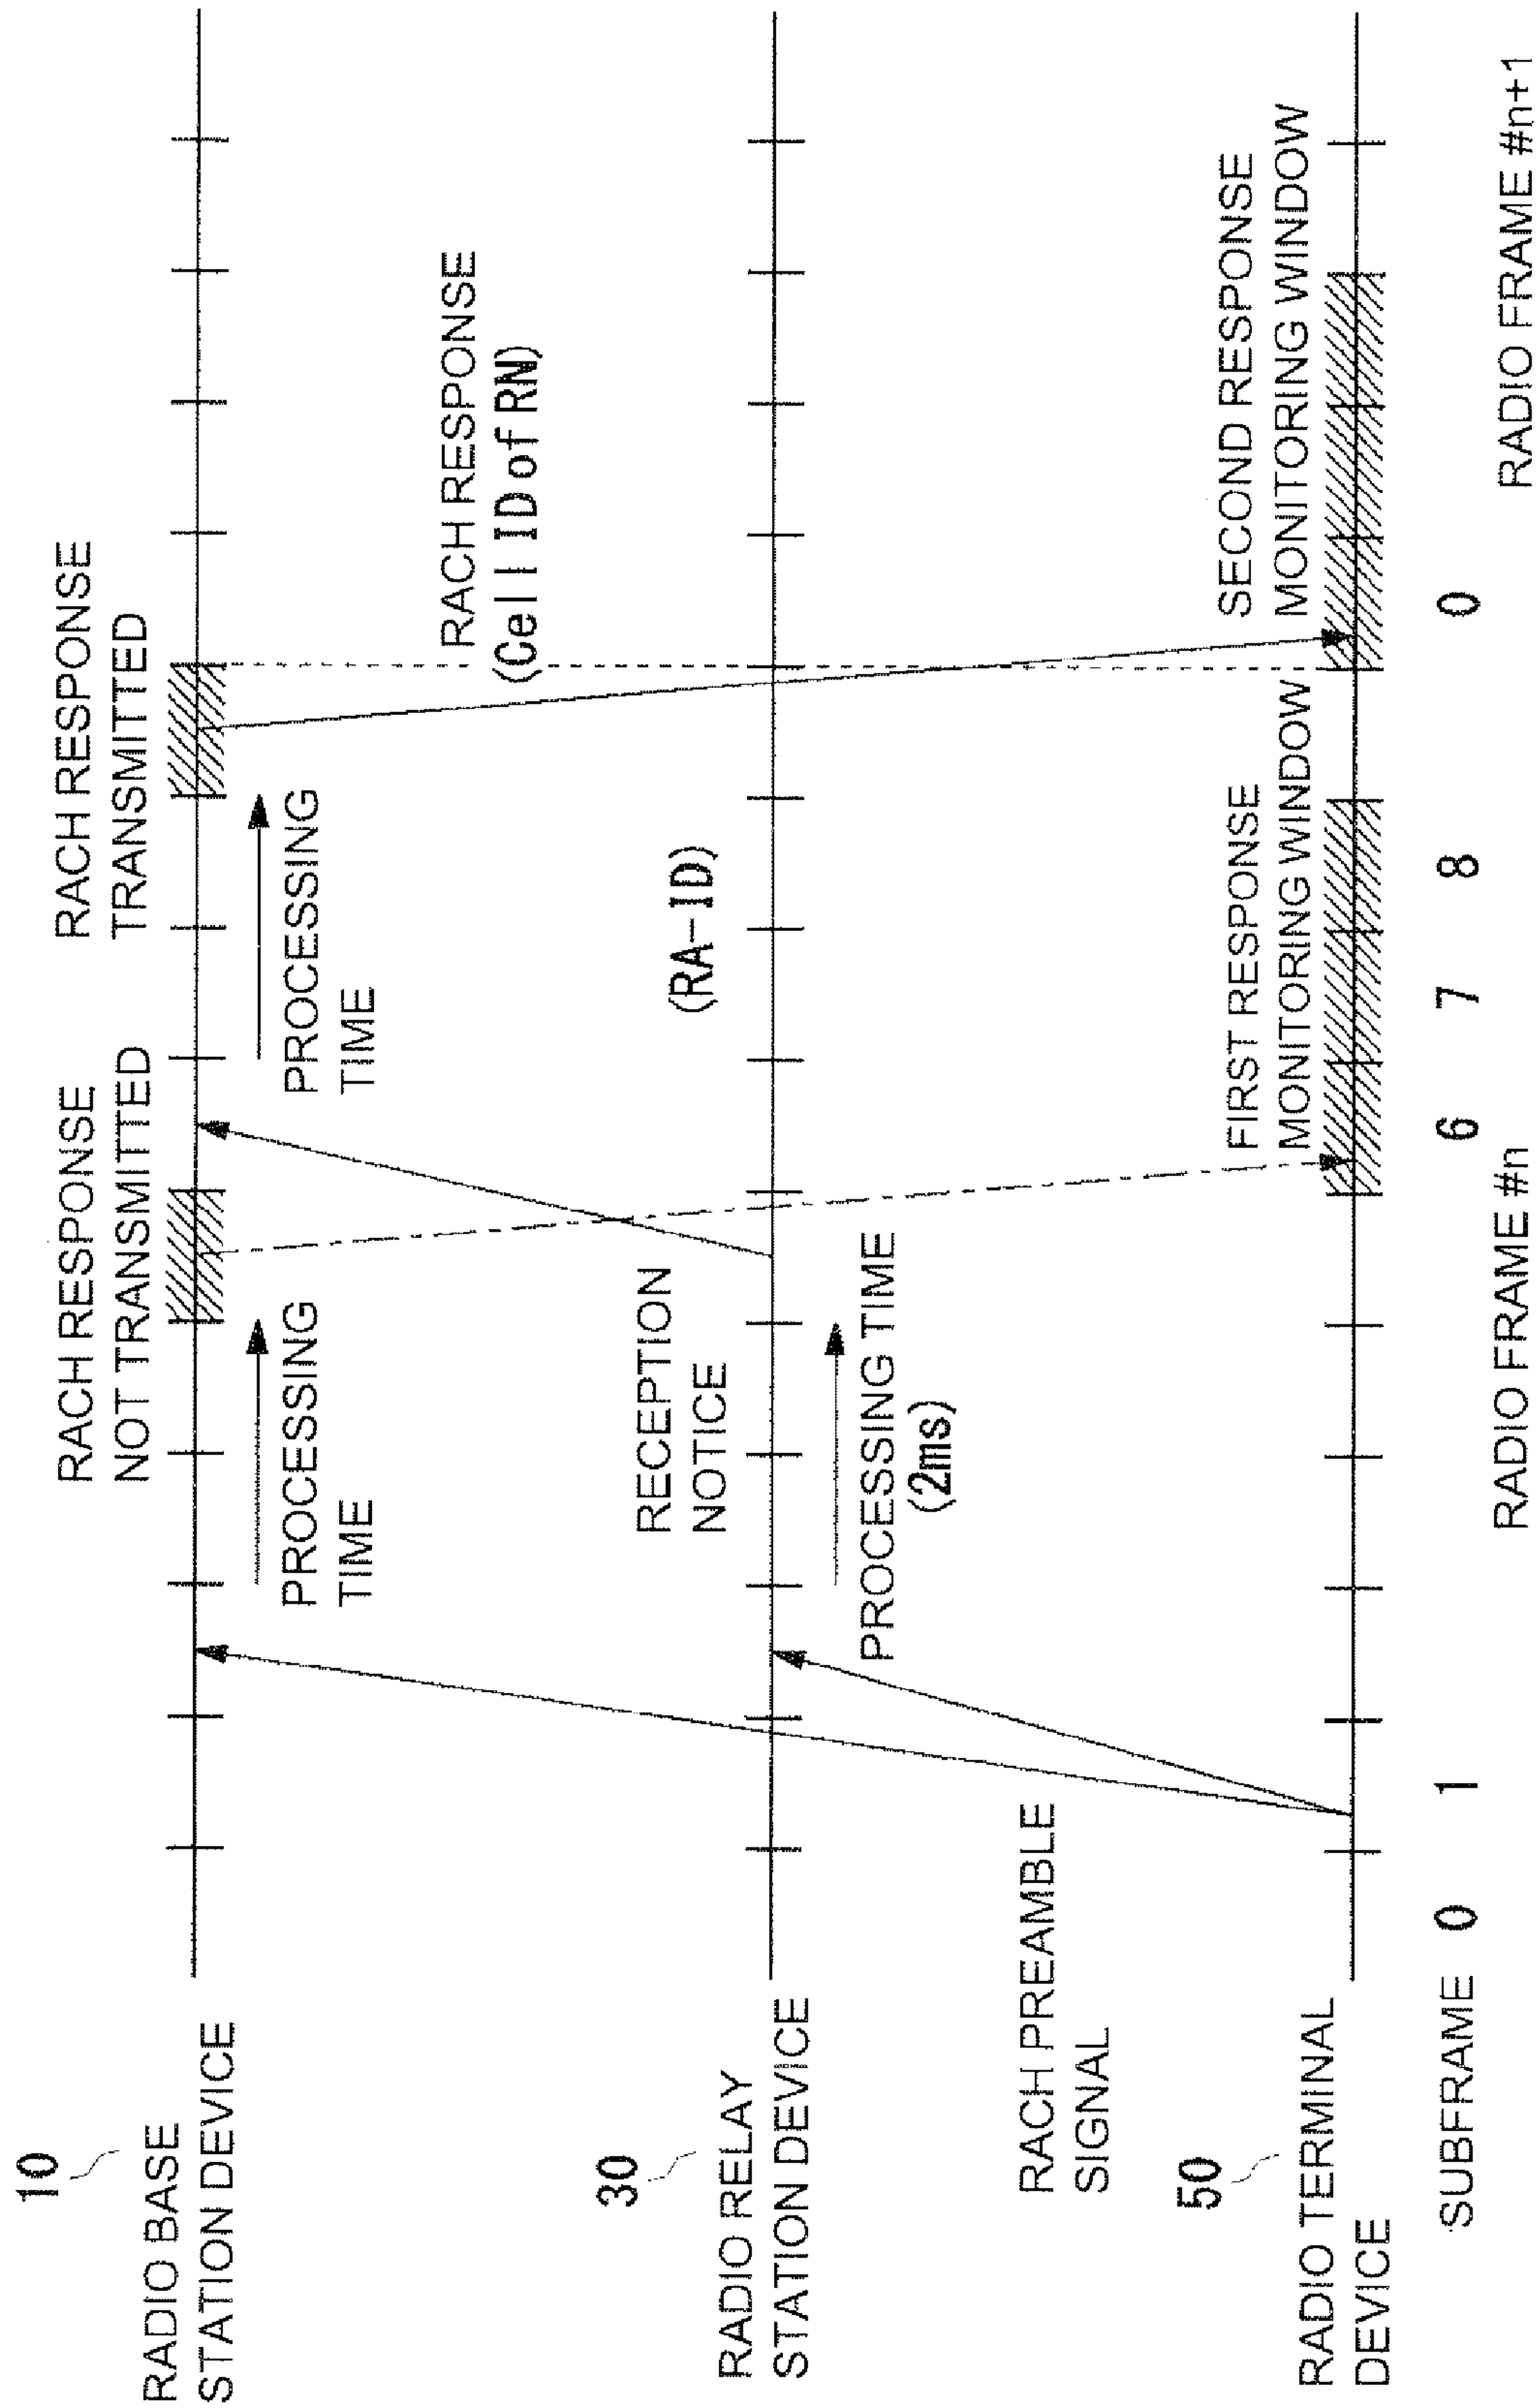 10
RADIO BASE
STATION DEVICE
RACH RESPONSE
NOT TRANSMITTED
RACH RESPONSE
TRANSMITTED
PROCESSING
TIME
PROCESSING
TIME
RACH RESPONSE
(Cell ID of RN)
30
RADIO RELAY
STATION DEVICE
RECEPTION
NOTICE
(RA-ID)
PROCESSING TIME
(2ms)
RACH PREAMBLE
SIGNAL
50
RADIO TERMINAL
DEVICE
FIRST RESPONSE
MONITORING WINDOW
SECOND RESPONSE
MONITORING WINDOW
SUBFRAME 0 1 6 7 8 0
RADIO FRAME #n
RADIO FRAME #n+1